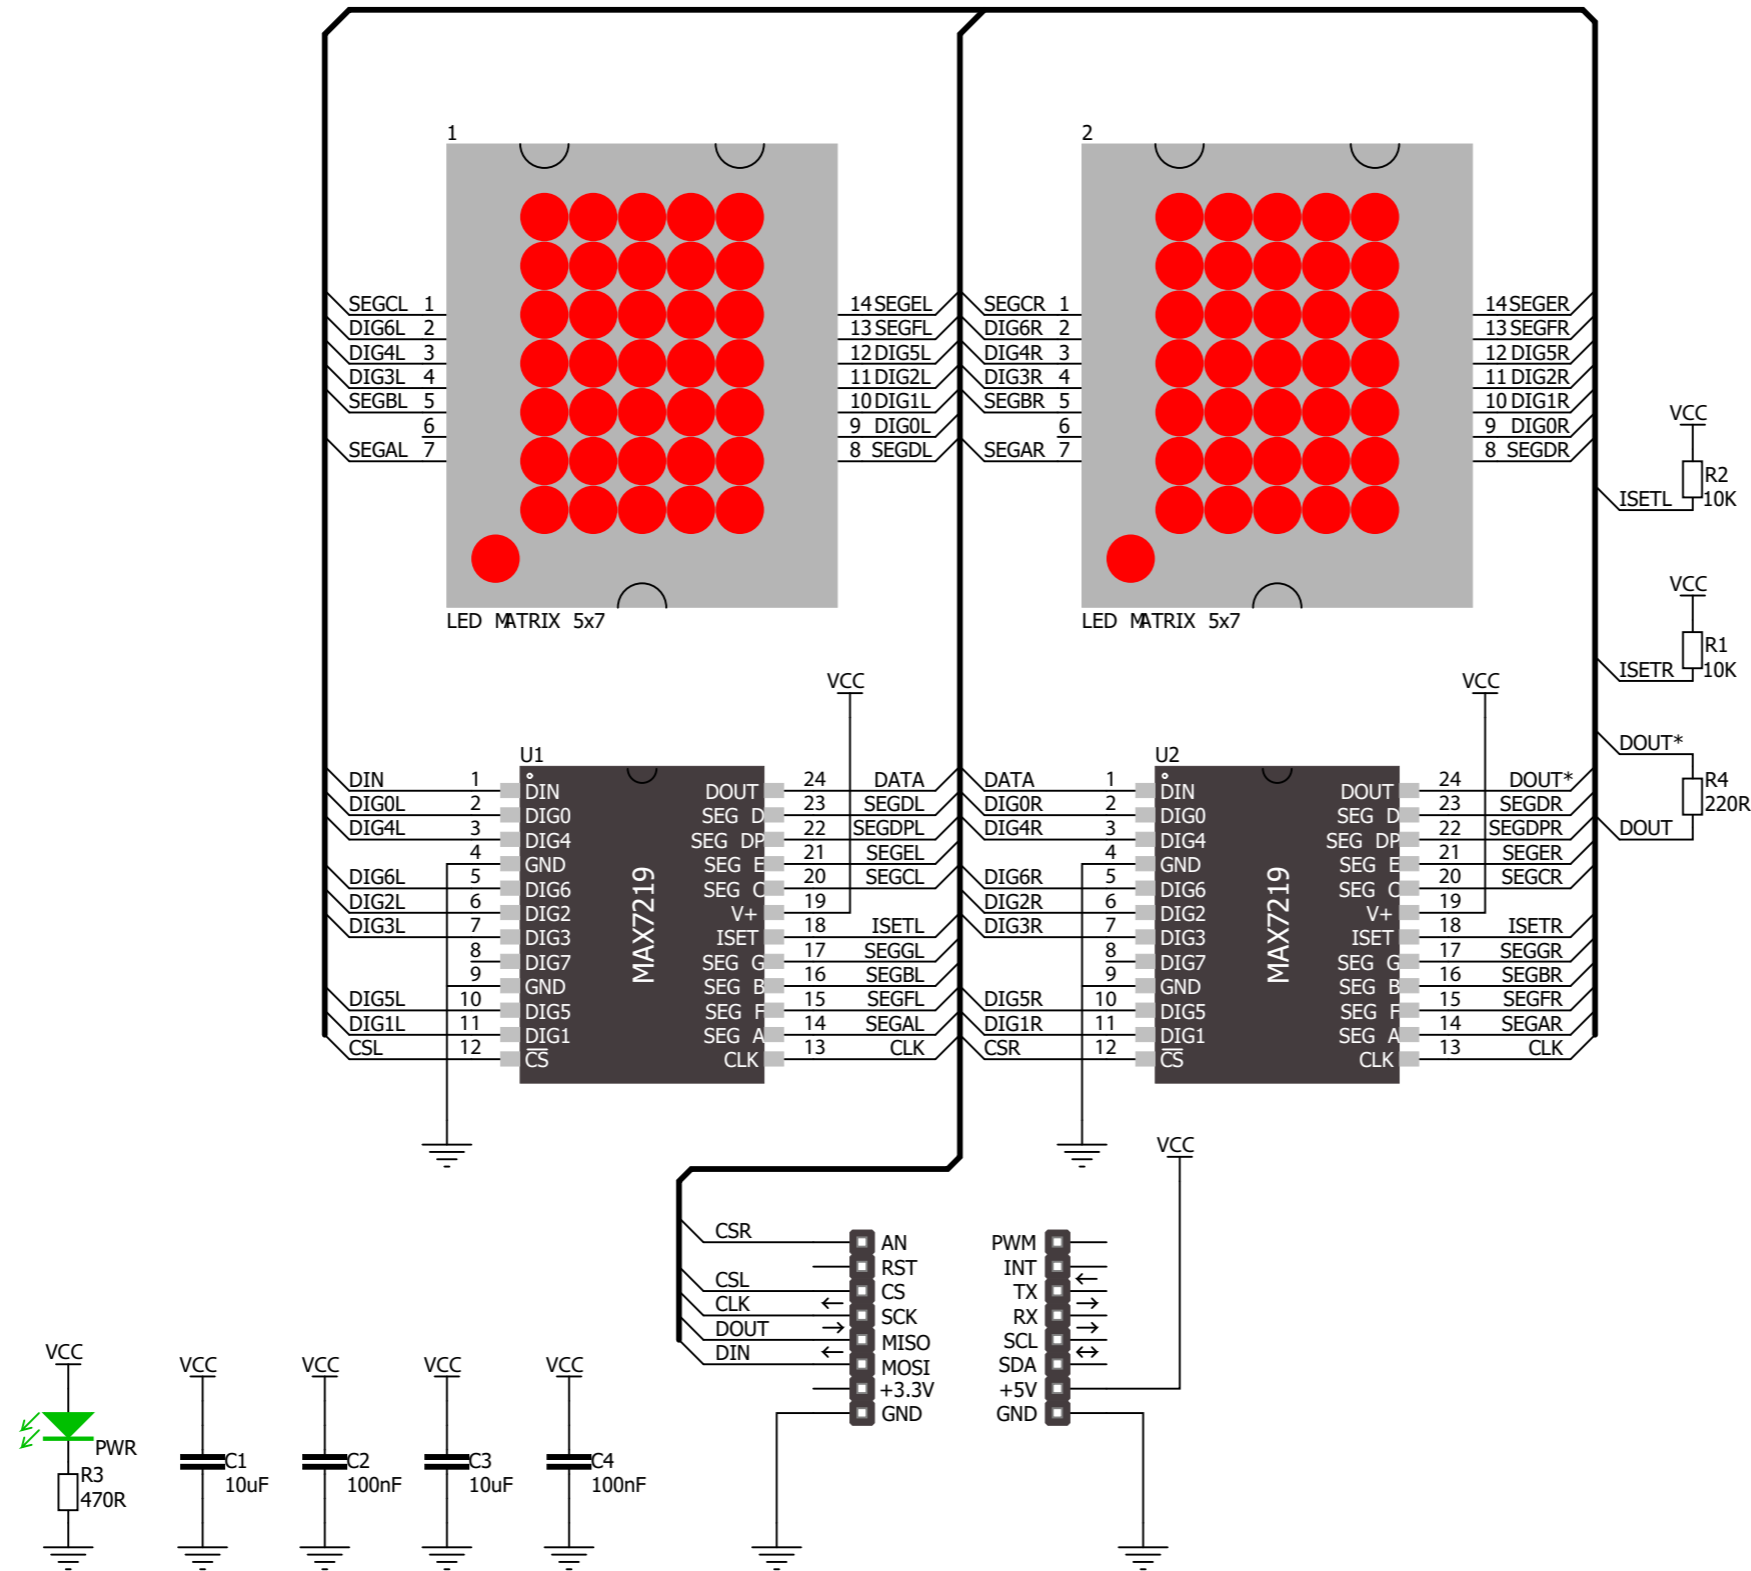 1
SEGCL 1
DIG6L 2
DIG4L 3
DIG3L 4
SEGBL 5
6
SEGAL 7
14 SEGEL
13 SEGFL
12 DIG5L
11 DIG2L
10 DIG1L
9 DIG0L
8 SEGDL
LED MATRIX 5x7
2
SEGCR 1
DIG6R 2
DIG4R 3
DIG3R 4
SEGBR 5
6
SEGAR 7
14 SEGER
13 SEGFR
12 DIG5R
11 DIG2R
10 DIG1R
9 DIG0R
8 SEGDR
LED MATRIX 5x7
VCC
R2
10K
ISETL
VCC
R1
10K
ISETR
DOUT*
R4
220R
DOUT
U1
VCC
DIN 1 DIN
DIG0L 2 DIG0
DIG4L 3 DIG4
4 GND
DIG6L 5 DIG6
DIG2L 6 DIG2
DIG3L 7 DIG3
8 DIG7
9 GND
DIG5L 10 DIG5
DIG1L 11 DIG1
CSL 12 CS
MAX7219
DOUT 24 DATA
SEG D 23 SEGDL
SEG DP 22 SEGDPL
SEG E 21 SEGEL
SEG C 20 SEGCL
V+ 19
ISET 18 ISETL
SEG G 17 SEGGL
SEG B 16 SEGBL
SEG F 15 SEGFL
SEG A 14 SEGAL
CLK 13 CLK
U2
VCC
DATA 1 DIN
DIG0R 2 DIG0
DIG4R 3 DIG4
4 GND
DIG6R 5 DIG6
DIG2R 6 DIG2
DIG3R 7 DIG3
8 DIG7
9 GND
DIG5R 10 DIG5
DIG1R 11 DIG1
CSR 12 CS
MAX7219
DOUT 24 DOUT*
SEG D 23 SEGDR
SEG DP 22 SEGDPR
SEG E 21 SEGER
SEG C 20 SEGCR
V+ 19
ISET 18 ISETR
SEG G 17 SEGGR
SEG B 16 SEGBR
SEG F 15 SEGFR
SEG A 14 SEGAR
CLK 13 CLK
VCC
CSR AN
RST
CSL CS
CLK SCK
DOUT MISO
DIN MOSI
+3.3V
GND
PWM
INT
TX
RX
SCL
SDA
+5V
GND
VCC
PWR
R3
470R
VCC
C1
10uF
VCC
C2
100nF
VCC
C3
10uF
VCC
C4
100nF